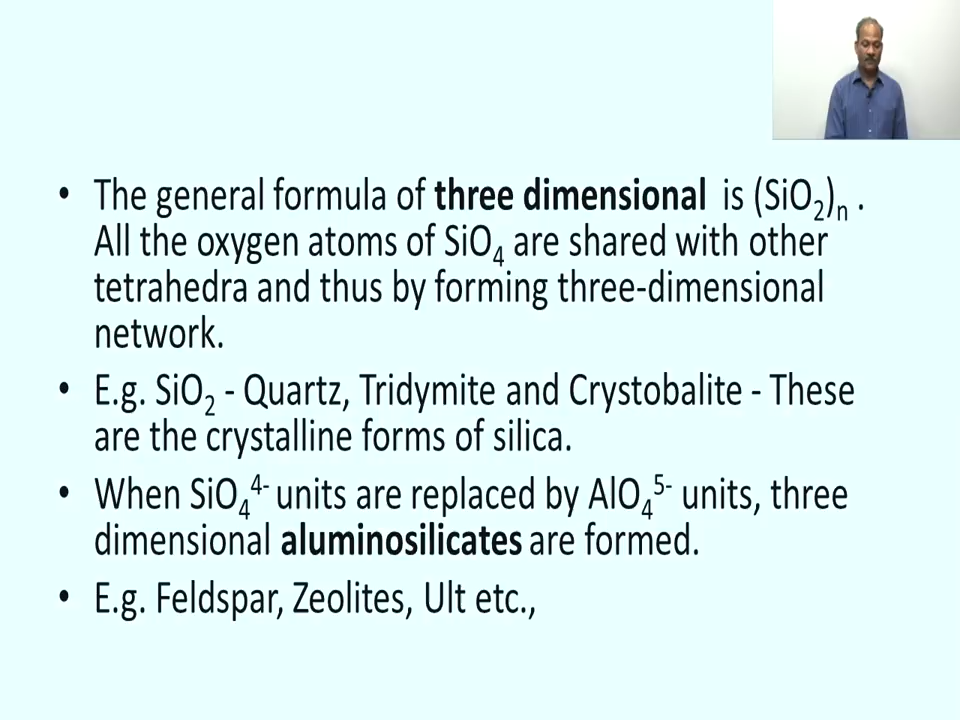 • The general formula of three dimensional is (SiO₂)ₙ .
All the oxygen atoms of SiO₄ are shared with other
tetrahedra and thus by forming three-dimensional
network.
• E.g. SiO₂ - Quartz, Tridymite and Crystobalite - These
are the crystalline forms of silica.
• When SiO₄⁴⁻ units are replaced by AlO₄⁵⁻ units, three
dimensional aluminosilicates are formed.
• E.g. Feldspar, Zeolites, Ult etc.,